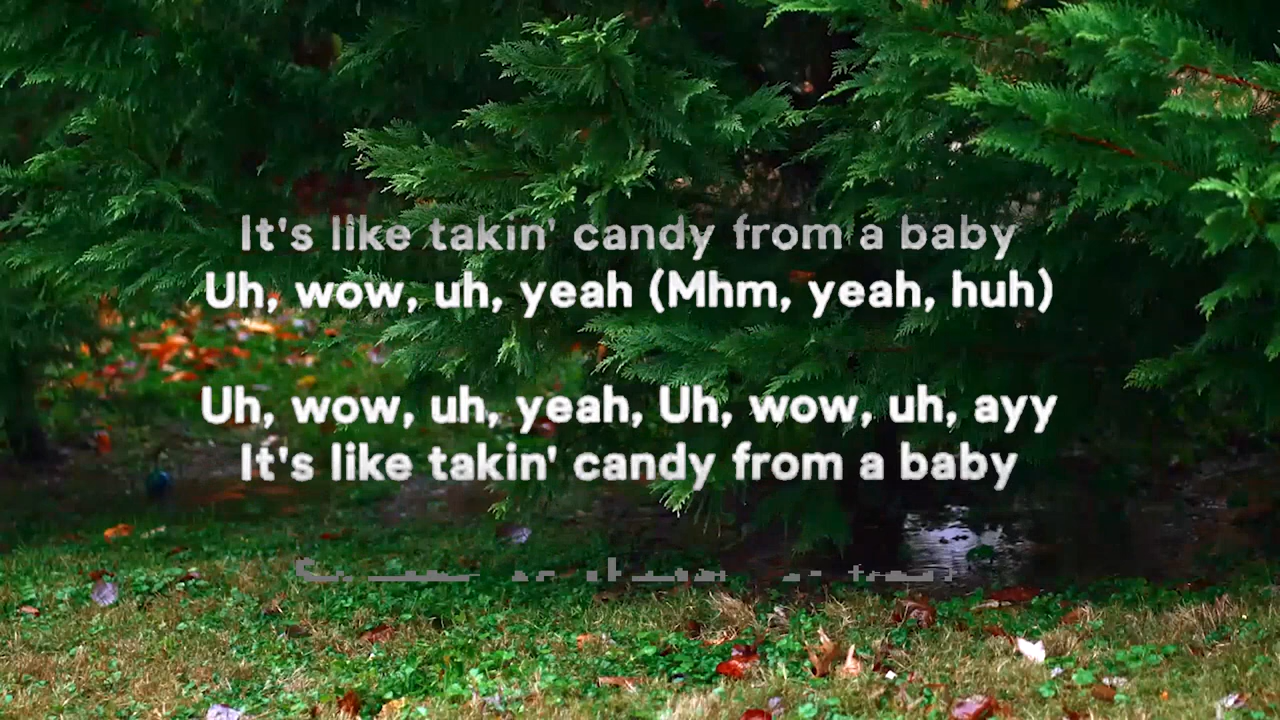 It's like takin' candy from a baby
Uh, wow, uh, yeah (Mhm, yeah, huh)
Uh, wow, uh, yeah, Uh, wow, uh, ayy
It's like takin' candy from a baby